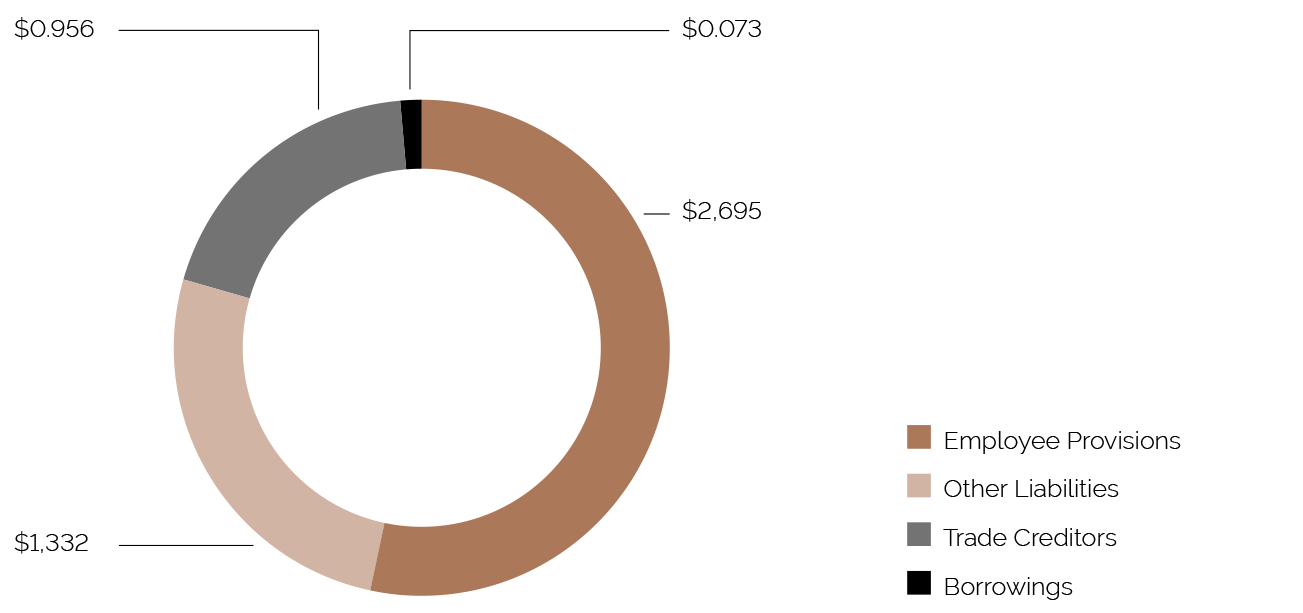 $0.956
$0.073
$2,695
$1,332
Employee Provisions
Other Liabilities
Trade Creditors
Borrowings